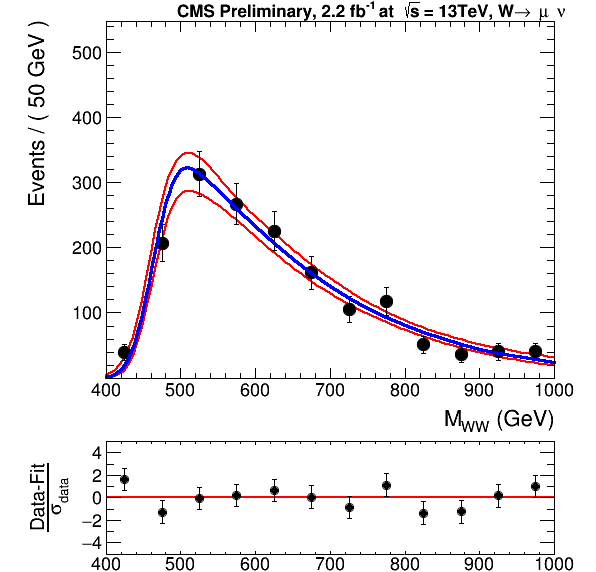 CMS Preliminary, 2.2 fb⁻¹ at √s = 13TeV, W→ μ ν
Events / ( 50 GeV )
500
400
300
200
100
400 500 600 700 800 900 1000
M_WW (GeV)
Data-Fit
σ_data
4
2
0
−2
−4
400 500 600 700 800 900 1000